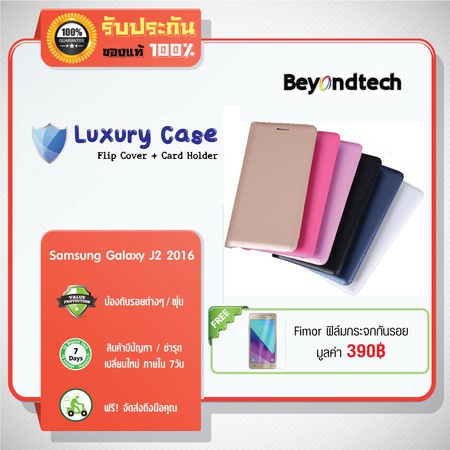 100%
GUARANTEE
รับประกัน
ของแท้ 100%
Beyondtech
Luxury Case
Flip Cover + Card Holder
Samsung Galaxy J2 2016
VALUE
PROTECTION
ป้องกันรอยต่างๆ / ฝุ่น
7
Days
สินค้ามีปัญหา / ชำรุด
เปลี่ยนใหม่ ภายใน 7วัน
ฟรี! จัดส่งถึงมือคุณ
FREE
Fimor ฟิล์มกระจกกันรอย
มูลค่า 390฿